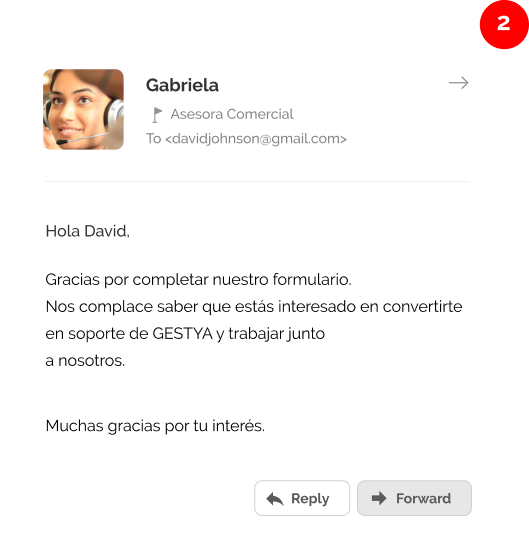 2
Gabriela
Asesora Comercial
To <davidjohnson@gmail.com>
Hola David,
Gracias por completar nuestro formulario.
Nos complace saber que estás interesado en convertirte
en soporte de GESTYA y trabajar junto
a nosotros.
Muchas gracias por tu interés.
Reply
Forward